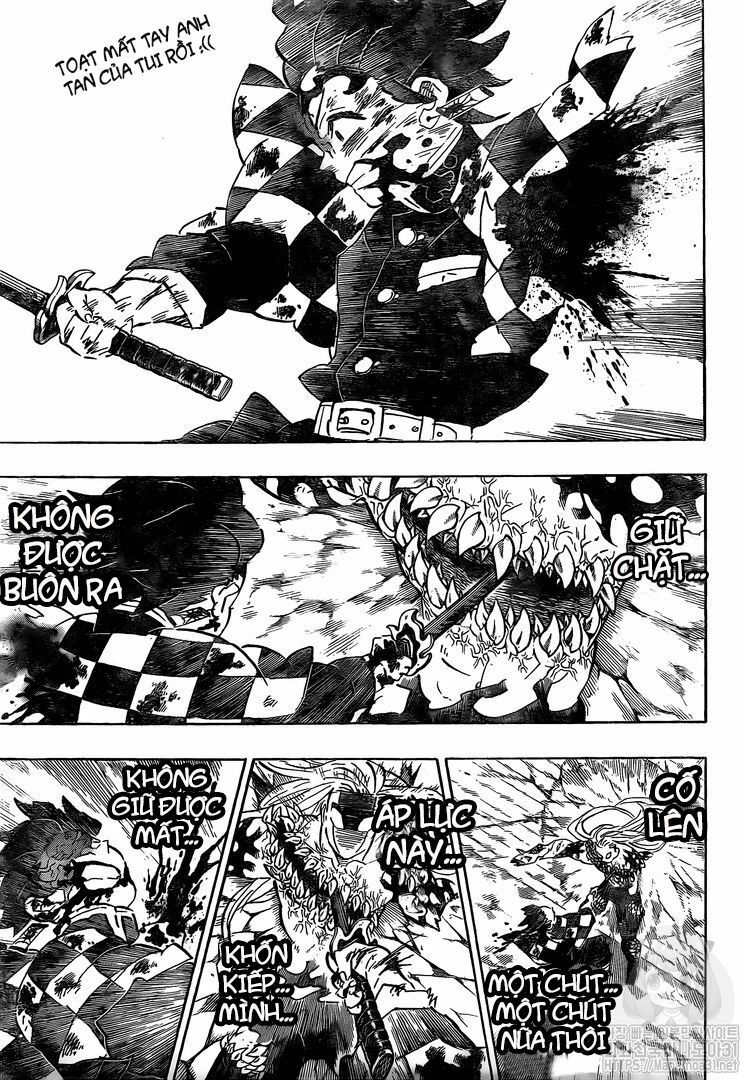 TOẠT MẤT TAY ANH
TAN CỦA TUI RỒI :((
GIỮ
CHẶT...
KHÔNG
ĐƯỢC
BUÔN RA
CỐ
LÊN
MỘT CHÚT...
MỘT CHÚT
NỮA THÔI
ÁP LỰC
NÀY...
KHỐN
KIẾP...
MÌNH...
KHÔNG
GIỮ ĐƯỢC
MẤT...